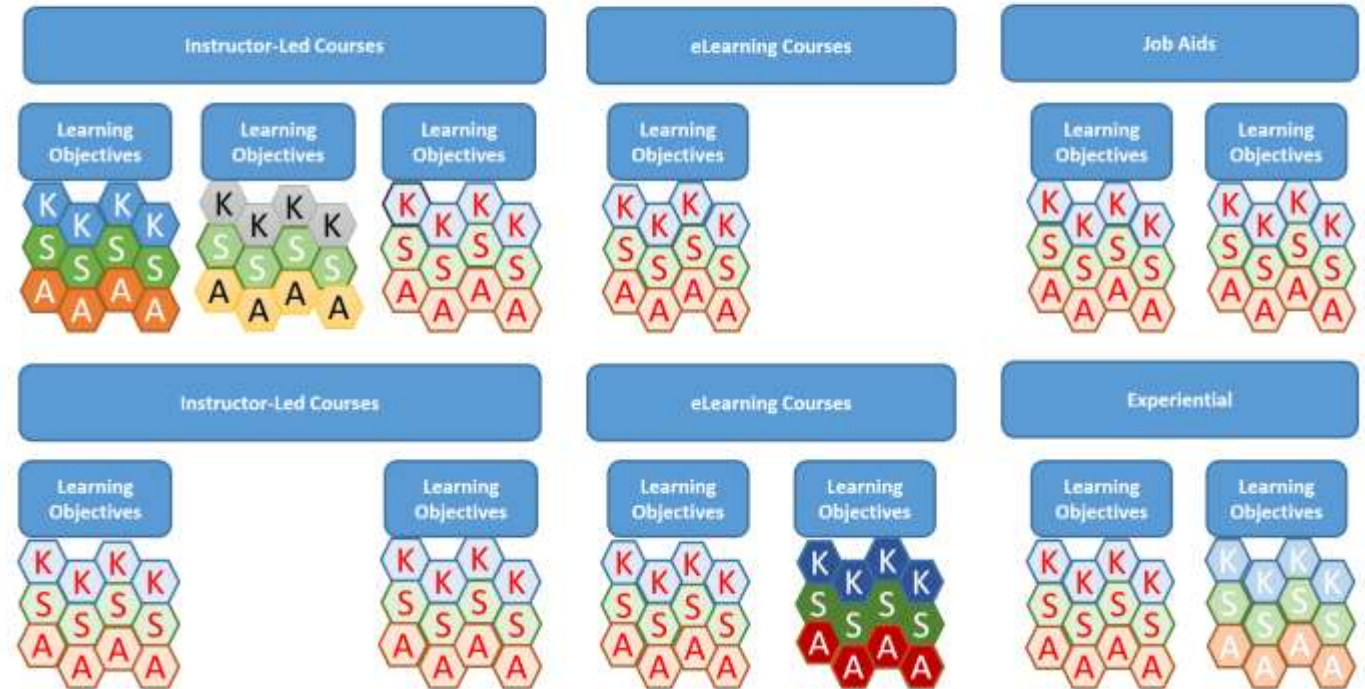 Instructor-Led Courses
eLearning Courses
Job Aids
Learning
Objectives
Learning
Objectives
Learning
Objectives
Learning
Objectives
Learning
Objectives
Learning
Objectives
K K K K
S S S S
A A A A
K K K K
S S S S
A A A A
K K K K
S S S S
A A A A
K K K K
S S S S
A A A A
K K K K
S S S S
A A A A
K K K K
S S S S
A A A A
Instructor-Led Courses
eLearning Courses
Experiential
Learning
Objectives
Learning
Objectives
Learning
Objectives
Learning
Objectives
Learning
Objectives
Learning
Objectives
K K K K
S S S S
A A A A
K K K K
S S S S
A A A A
K K K K
S S S S
A A A A
K K K K
S S S S
A A A A
K K K K
S S S S
A A A A
K K K K
S S S S
A A A A